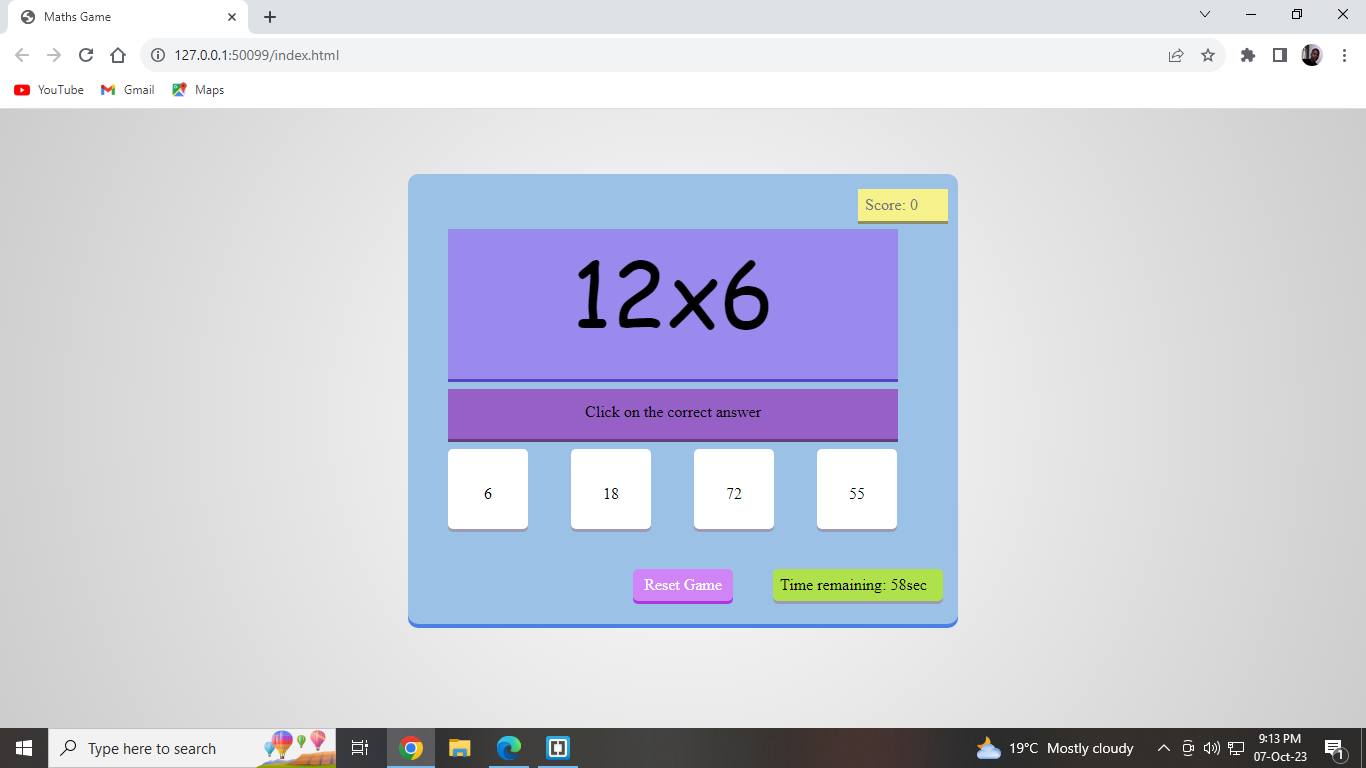 Maths Game
127.0.0.1:50099/index.html
YouTube Gmail Maps
Score: 0
12x6
Click on the correct answer
6 18 72 55
Reset Game Time remaining: 58sec
Type here to search 19°C Mostly cloudy 9:13 PM
07-Oct-23 1